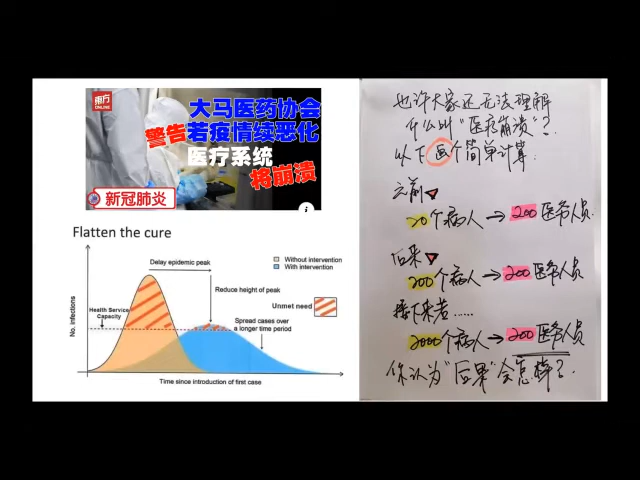 東方
ONLINE
大马医药协会
警告若疫情续恶化
医疗系统
将崩溃
新冠肺炎
i
Flatten the cure
Delay epidemic peak
Without intervention
With intervention
Reduce height of peak
Unmet need
Health Service
Capacity
Spread cases over
a longer time period
No. Infections
Time since introduction of first case
也许大家还无法理解
什么叫“医疗崩溃”?
以下个简单计算.
前
20个病人→200医务人员.
后来
200个病人→200医务人员
接下来若......
2000个病人→200医务人员
你认为“后果”会怎样?